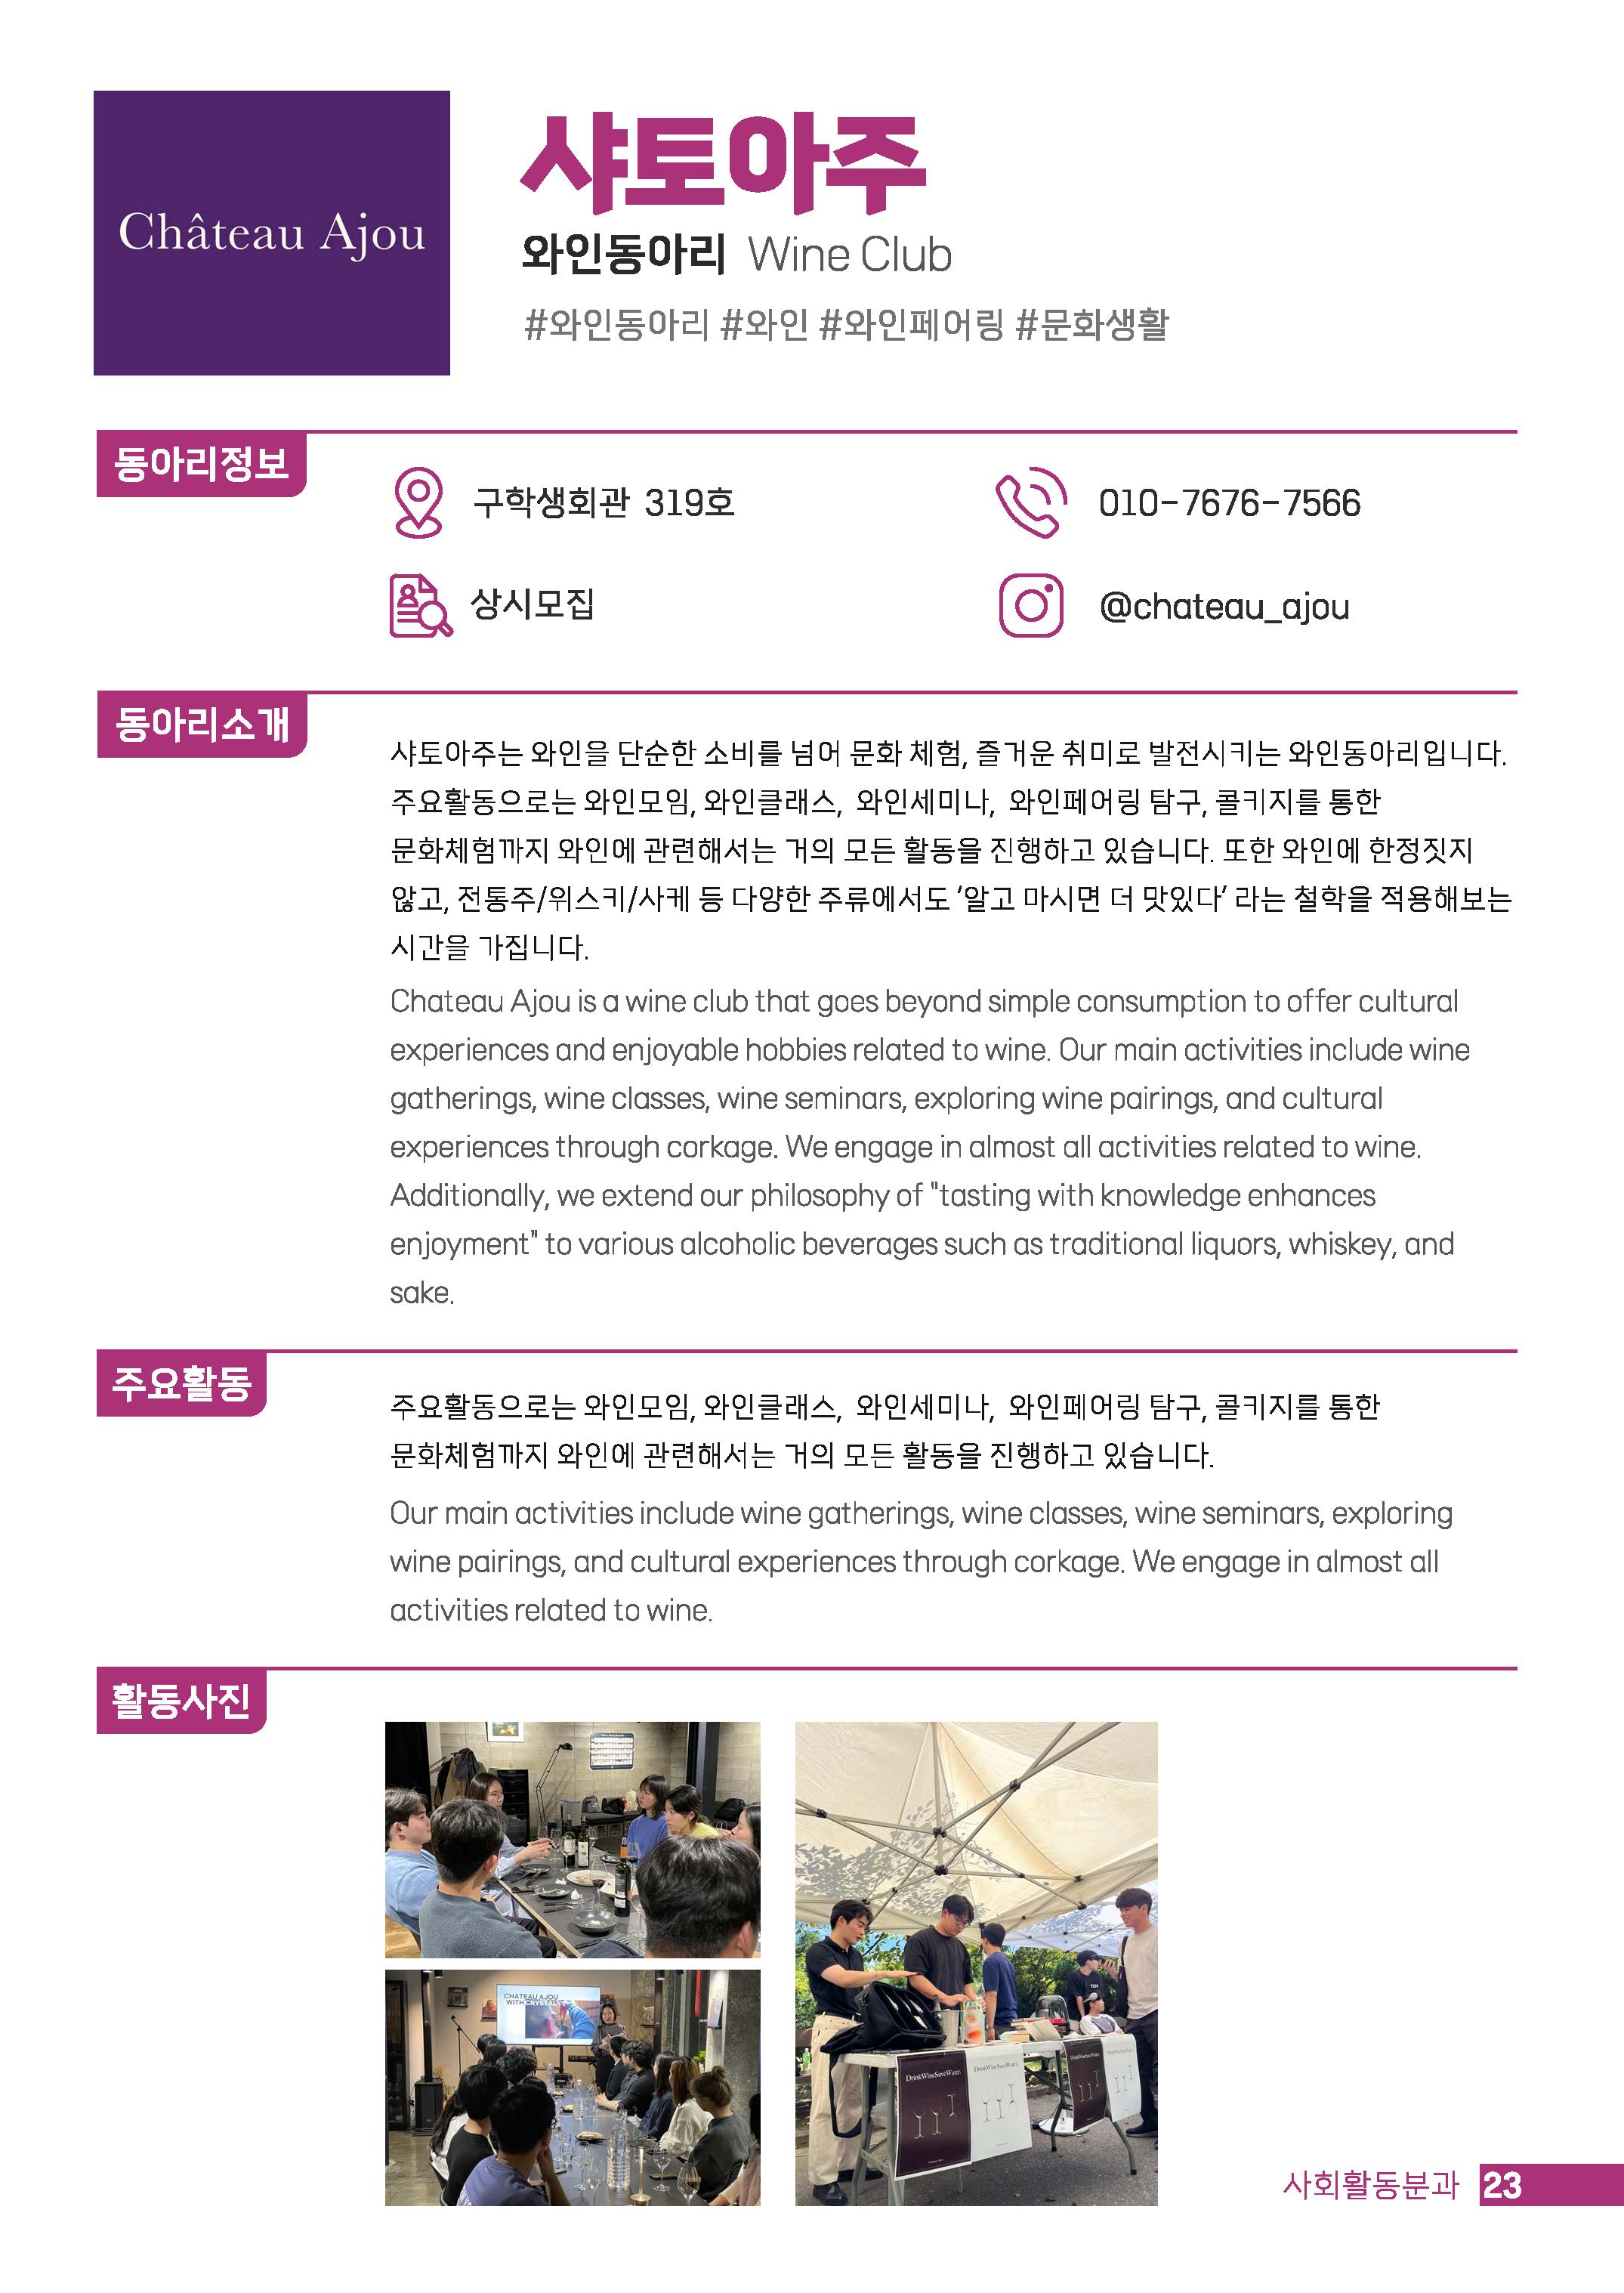 Château Ajou
샤토아주
와인동아리 Wine Club
#와인동아리 #와인 #와인페어링 #문화생활
동아리정보
구학생회관 319호
010-7676-7566
상시모집
@chateau_ajou
동아리소개
샤토아주는 와인을 단순한 소비를 넘어 문화 체험, 즐거운 취미로 발전시키는 와인동아리입니다.
주요활동으로는 와인모임, 와인클래스, 와인세미나, 와인페어링 탐구, 콜키지를 통한
문화체험까지 와인에 관련해서는 거의 모든 활동을 진행하고 있습니다. 또한 와인에 한정짓지
않고, 전통주/위스키/사케 등 다양한 주류에서도 ‘알고 마시면 더 맛있다’ 라는 철학을 적용해보는
시간을 가집니다.
Chateau Ajou is a wine club that goes beyond simple consumption to offer cultural
experiences and enjoyable hobbies related to wine. Our main activities include wine
gatherings, wine classes, wine seminars, exploring wine pairings, and cultural
experiences through corkage. We engage in almost all activities related to wine.
Additionally, we extend our philosophy of "tasting with knowledge enhances
enjoyment" to various alcoholic beverages such as traditional liquors, whiskey, and
sake.
주요활동
주요활동으로는 와인모임, 와인클래스, 와인세미나, 와인페어링 탐구, 콜키지를 통한
문화체험까지 와인에 관련해서는 거의 모든 활동을 진행하고 있습니다.
Our main activities include wine gatherings, wine classes, wine seminars, exploring
wine pairings, and cultural experiences through corkage. We engage in almost all
activities related to wine.
활동사진
CHATEAU AJOU
WITH CRYSTAL
DrinkWineSaveWater.
DrinkWineSaveWater.
사회활동분과 23